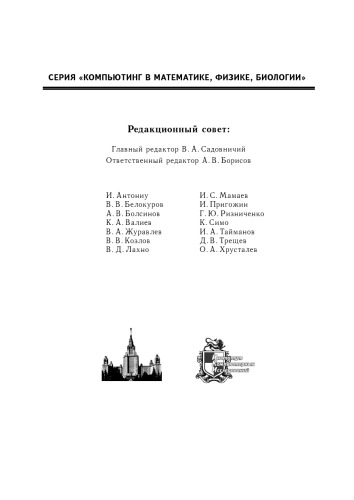 СЕРИЯ «КОМПЬЮТИНГ В МАТЕМАТИКЕ, ФИЗИКЕ, БИОЛОГИИ»
Редакционный совет:
Главный редактор В. А. Садовничий
Ответственный редактор А. В. Борисов
И. Антониу
В. В. Белокуров
А. В. Болсинов
К. А. Валиев
В. А. Журавлев
В. В. Козлов
В. Д. Лахно
И. С. Мамаев
И. Пригожин
Г. Ю. Ризниченко
К. Симо
И. А. Тайманов
Д. В. Трещев
О. А. Хрусталев